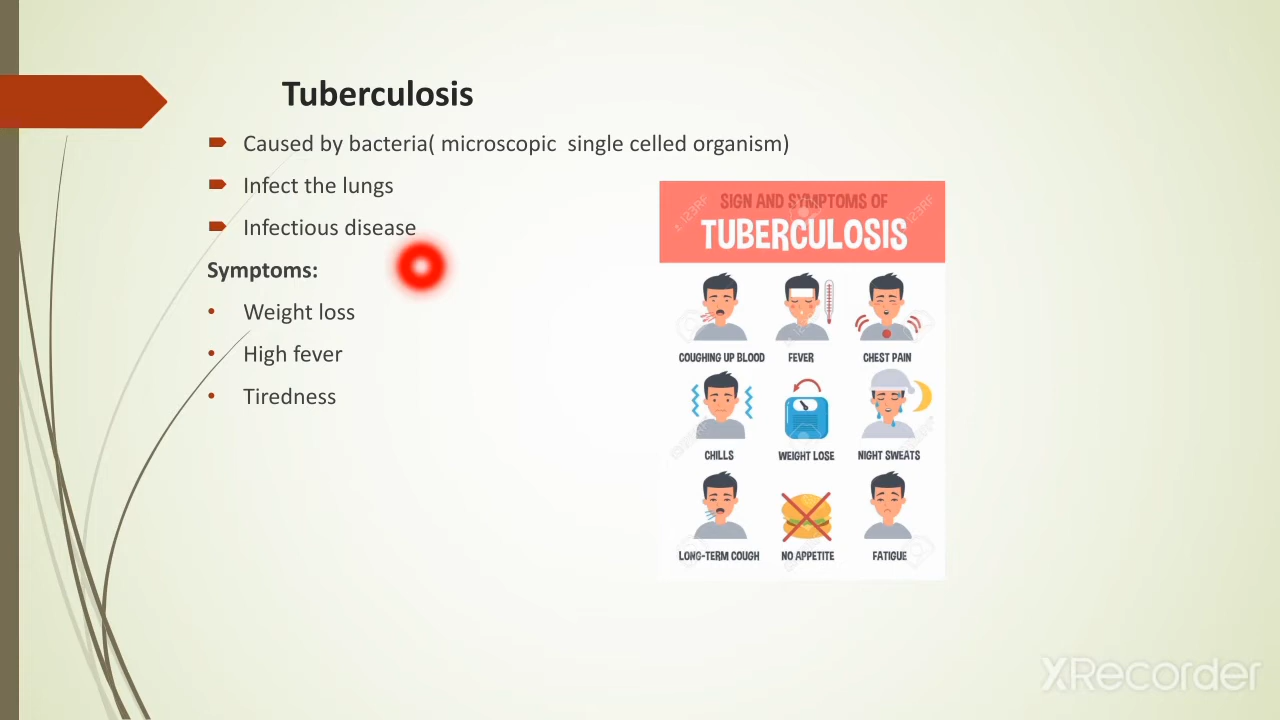 Tuberculosis
Caused by bacteria( microscopic  single celled organism)
Infect the lungs
Infectious disease
Symptoms:
• Weight loss
• High fever
• Tiredness
SIGN AND SYMPTOMS OF
TUBERCULOSIS
COUGHING UP BLOOD FEVER CHEST PAIN
CHILLS WEIGHT LOSE NIGHT SWEATS
LONG-TERM COUGH NO APPETITE FATIGUE
XRecorder